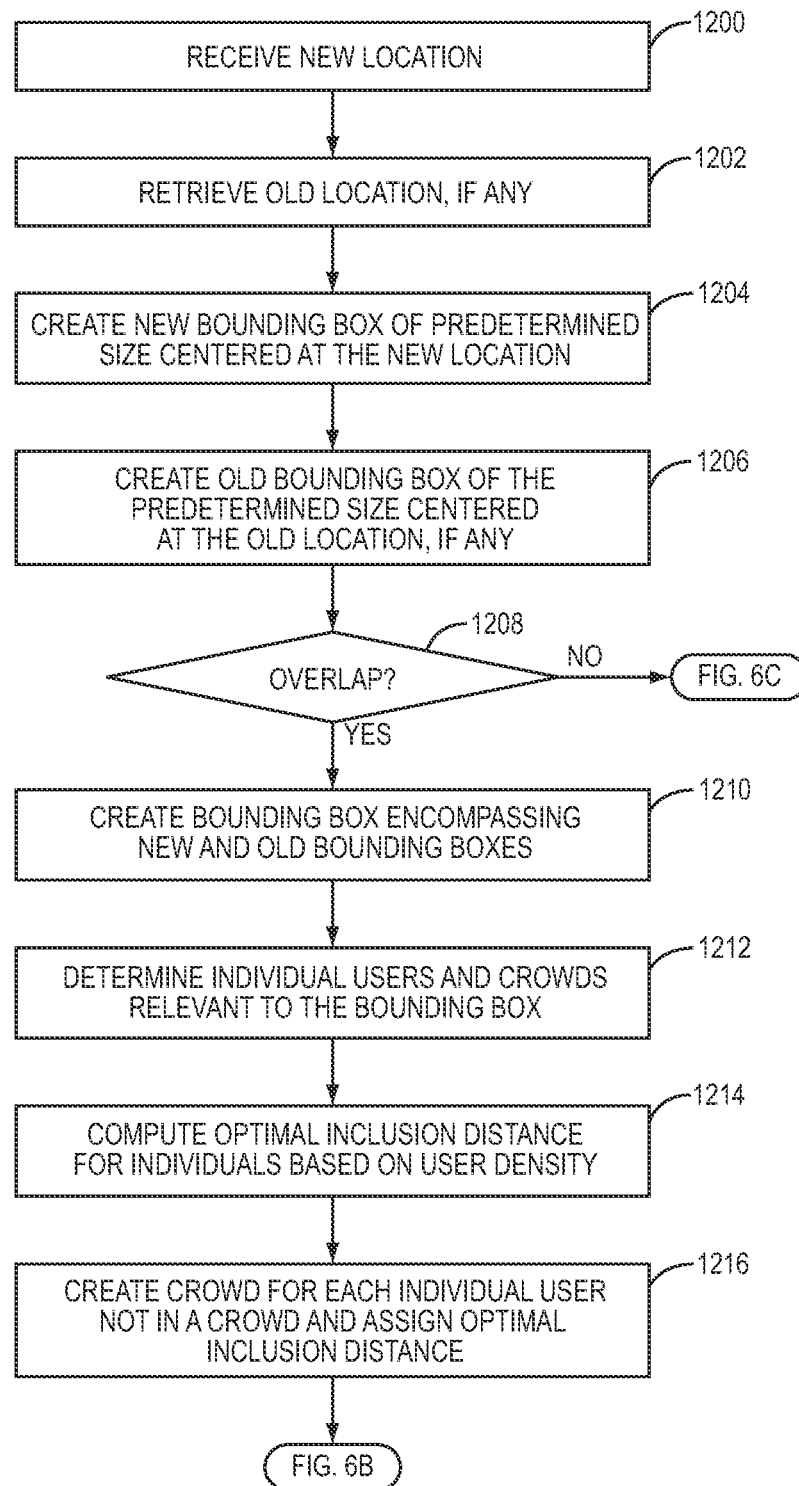 1200
RECEIVE NEW LOCATION
1202
RETRIEVE OLD LOCATION, IF ANY
1204
CREATE NEW BOUNDING BOX OF PREDETERMINED
SIZE CENTERED AT THE NEW LOCATION
1206
CREATE OLD BOUNDING BOX OF THE
PREDETERMINED SIZE CENTERED
AT THE OLD LOCATION, IF ANY
1208
OVERLAP?
NO
FIG. 6C
YES
1210
CREATE BOUNDING BOX ENCOMPASSING
NEW AND OLD BOUNDING BOXES
1212
DETERMINE INDIVIDUAL USERS AND CROWDS
RELEVANT TO THE BOUNDING BOX
1214
COMPUTE OPTIMAL INCLUSION DISTANCE
FOR INDIVIDUALS BASED ON USER DENSITY
1216
CREATE CROWD FOR EACH INDIVIDUAL USER
NOT IN A CROWD AND ASSIGN OPTIMAL
INCLUSION DISTANCE
FIG. 6B